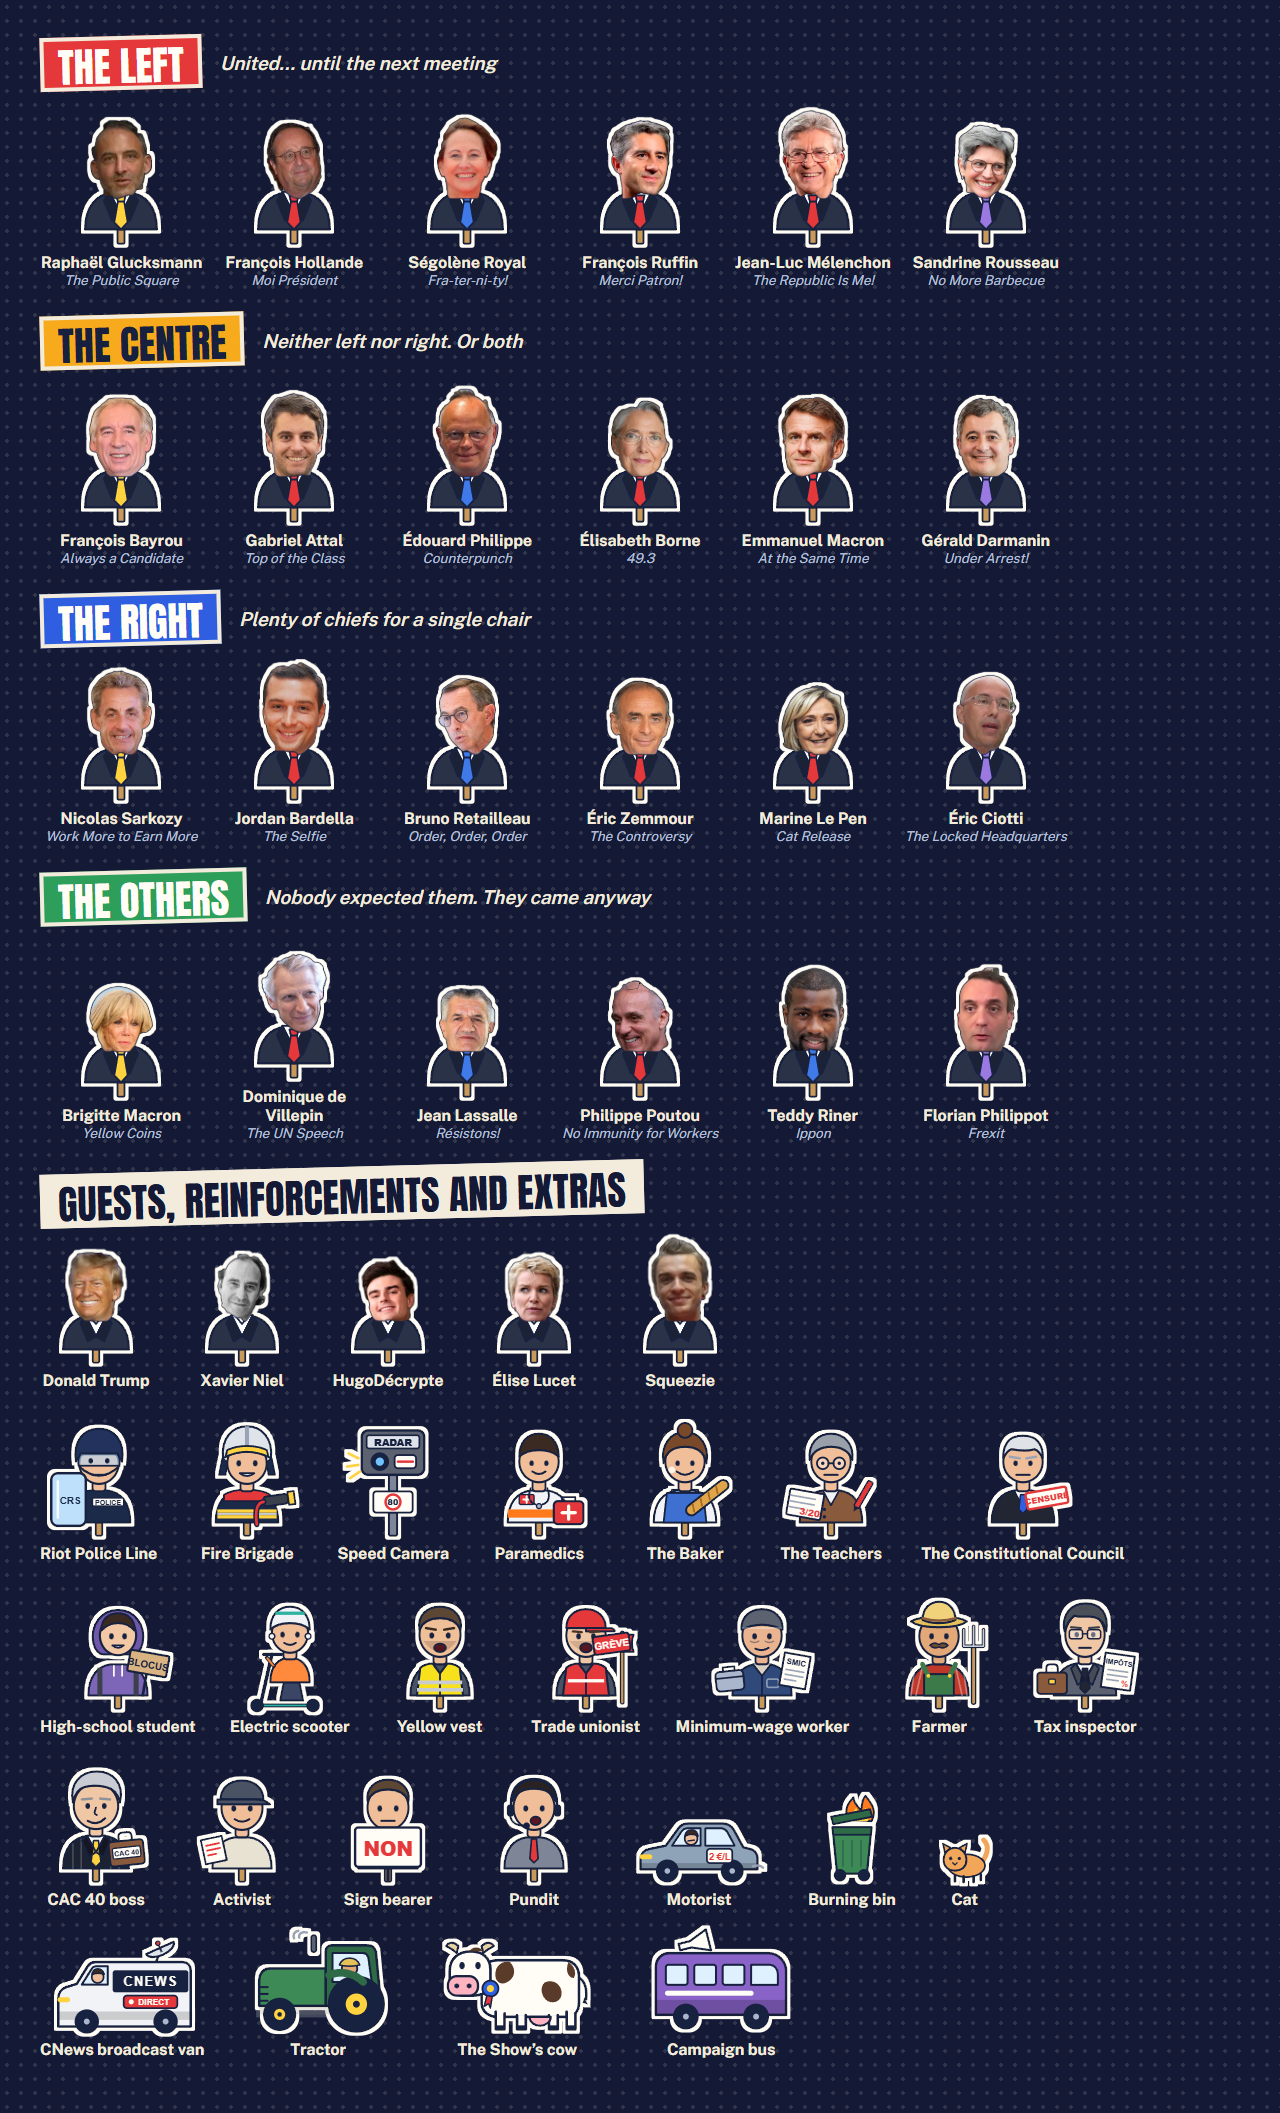 THE LEFT
United... until the next meeting
Raphaël Glucksmann
The Public Square
François Hollande
Moi Président
Ségolène Royal
Fra-ter-ni-ty!
François Ruffin
Merci Patron!
Jean-Luc Mélenchon
The Republic Is Me!
Sandrine Rousseau
No More Barbecue
THE CENTRE
Neither left nor right. Or both
François Bayrou
Always a Candidate
Gabriel Attal
Top of the Class
Édouard Philippe
Counterpunch
Élisabeth Borne
49.3
Emmanuel Macron
At the Same Time
Gérald Darmanin
Under Arrest!
THE RIGHT
Plenty of chiefs for a single chair
Nicolas Sarkozy
Work More to Earn More
Jordan Bardella
The Selfie
Bruno Retailleau
Order, Order, Order
Éric Zemmour
The Controversy
Marine Le Pen
Cat Release
Éric Ciotti
The Locked Headquarters
THE OTHERS
Nobody expected them. They came anyway
Brigitte Macron
Yellow Coins
Dominique de
Villepin
The UN Speech
Jean Lassalle
Résistons!
Philippe Poutou
No Immunity for Workers
Teddy Riner
Ippon
Florian Philippot
Frexit
GUESTS, REINFORCEMENTS AND EXTRAS
Donald Trump
Xavier Niel
HugoDécrypte
Élise Lucet
Squeezie
CRS
POLICE
Riot Police Line
Fire Brigade
RADAR
80
Speed Camera
Paramedics
The Baker
3/20
The Teachers
CENSURE
The Constitutional Council
BLOCUS
High-school student
Electric scooter
Yellow vest
GRÈVE
Trade unionist
SMIC
Minimum-wage worker
Farmer
IMPÔTS
%
Tax inspector
CAC 40
CAC 40 boss
Activist
NON
Sign bearer
Pundit
2 €/L
Motorist
Burning bin
Cat
CNEWS
DIRECT
CNews broadcast van
Tractor
The Show's cow
Campaign bus